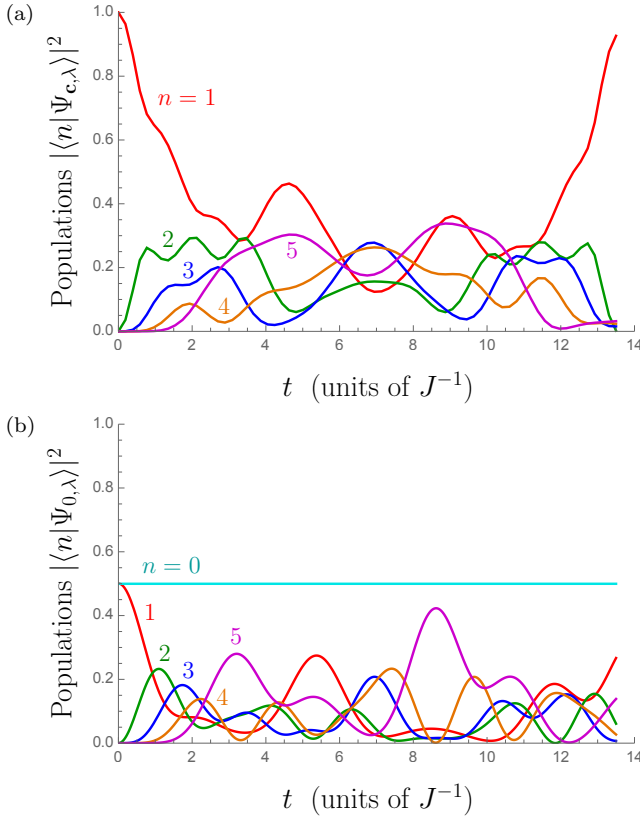 (a)
Populations |⟨n|Ψ_{c,λ}⟩|²
1.0
0.8
0.6
0.4
0.2
0.0
n = 1
2
3
4
5
0 2 4 6 8 10 12 14
t (units of J⁻¹)
(b)
Populations |⟨n|Ψ_{0,λ}⟩|²
1.0
0.8
0.6
0.4
0.2
0.0
n = 0
1
2
3
4
5
0 2 4 6 8 10 12 14
t (units of J⁻¹)